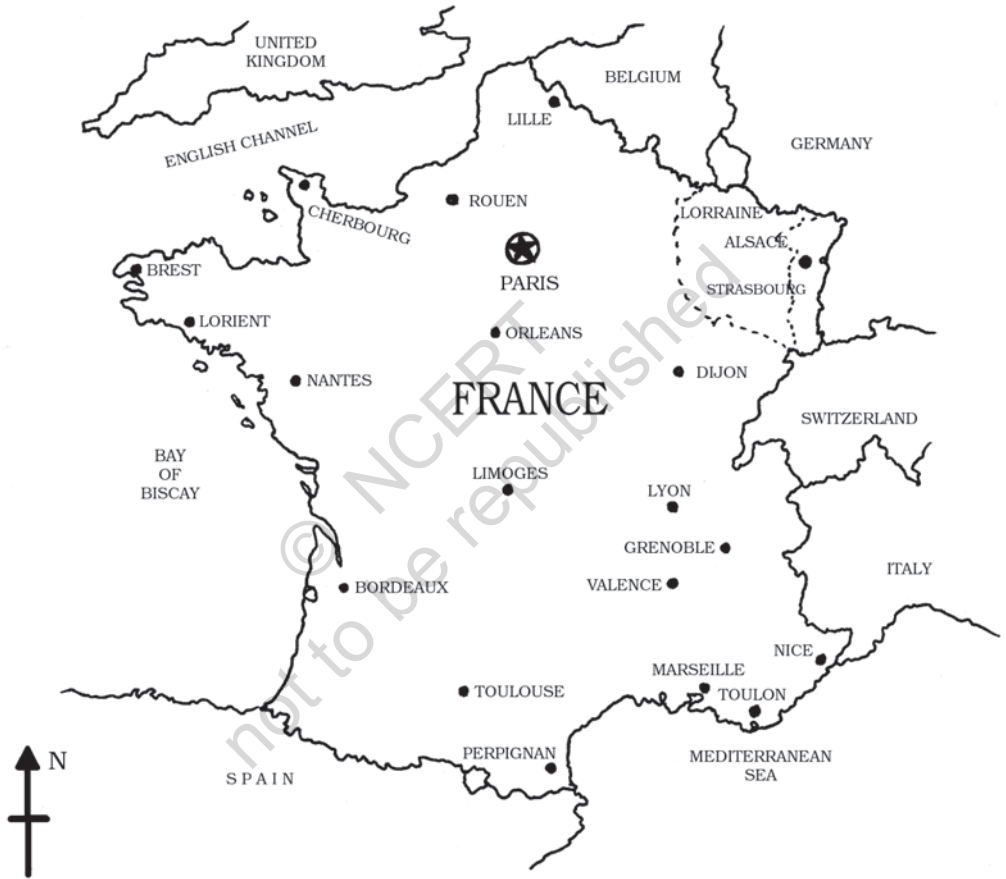 UNITED
KINGDOM
BELGIUM
LILLE
ENGLISH CHANNEL
GERMANY
ROUEN
LORRAINE
CHERBOURG
ALSACE
BREST
PARIS
STRASBOURG
LORIENT
ORLEANS
NANTES
DIJON
FRANCE
SWITZERLAND
BAY
OF
BISCAY
LIMOGES
LYON
GRENOBLE
ITALY
VALENCE
BORDEAUX
NICE
MARSEILLE
TOULOUSE
TOULON
PERPIGNAN
MEDITERRANEAN
SEA
N
SPAIN
© NCERT
not to be republished